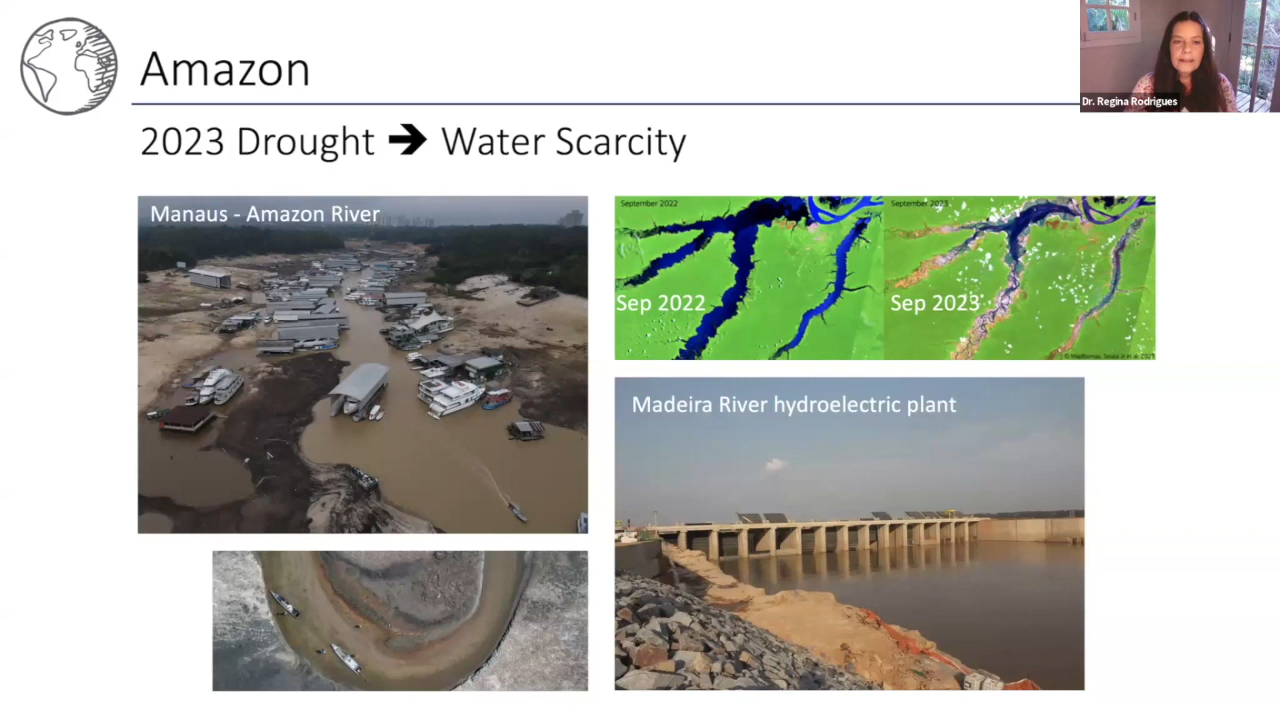 Amazon
Dr. Regina Rodrigues
2023 Drought ➔ Water Scarcity
Manaus - Amazon River
September 2022
September 2023
Sep 2022
Sep 2023
Madeira River hydroelectric plant